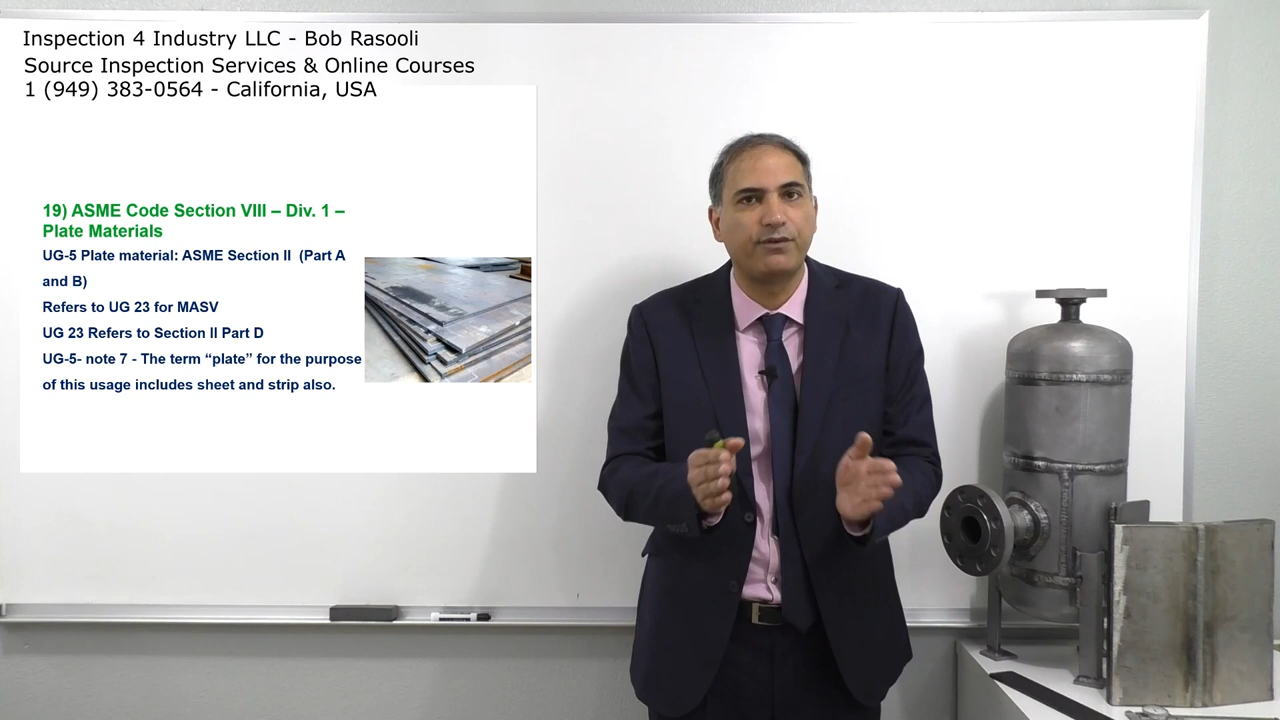 Inspection 4 Industry LLC - Bob Rasooli
Source Inspection Services & Online Courses
1 (949) 383-0564 - California, USA
19) ASME Code Section VIII – Div. 1 –
Plate Materials
UG-5 Plate material: ASME Section II (Part A
and B)
Refers to UG 23 for MASV
UG 23 Refers to Section II Part D
UG-5- note 7 - The term “plate” for the purpose
of this usage includes sheet and strip also.